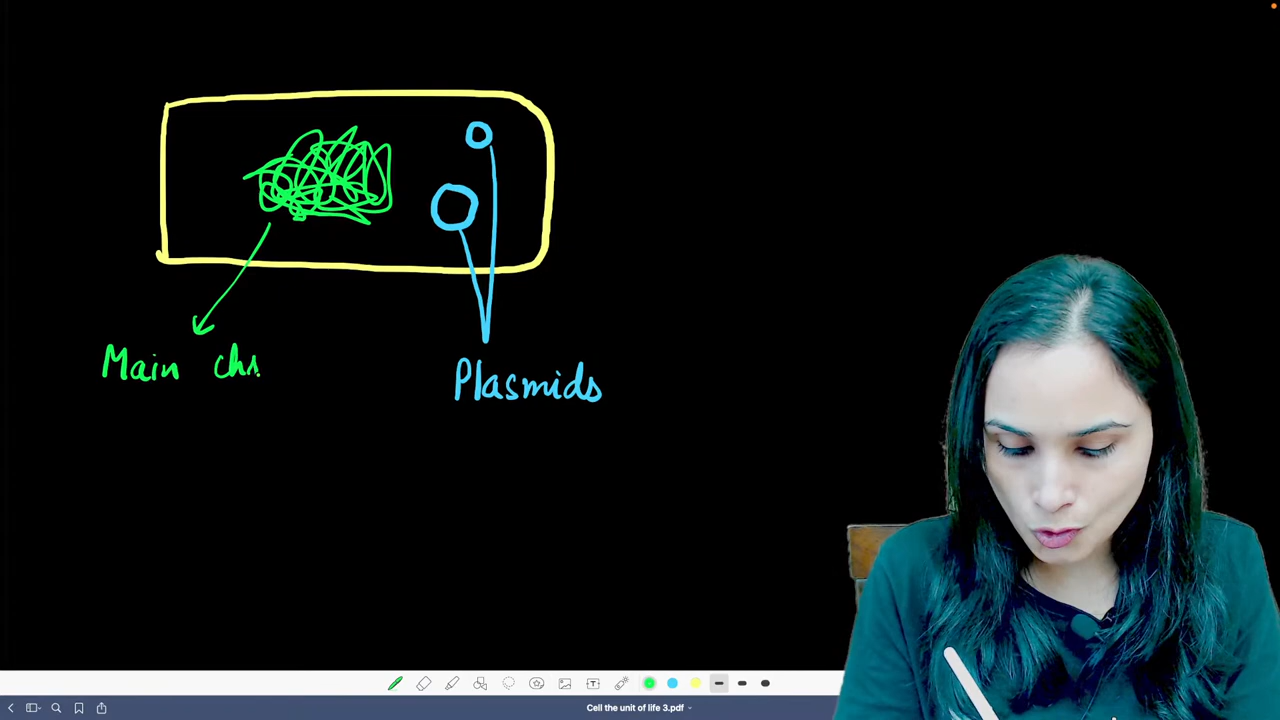 Main chr
Plasmids
Cell the unit of life 3.pdf